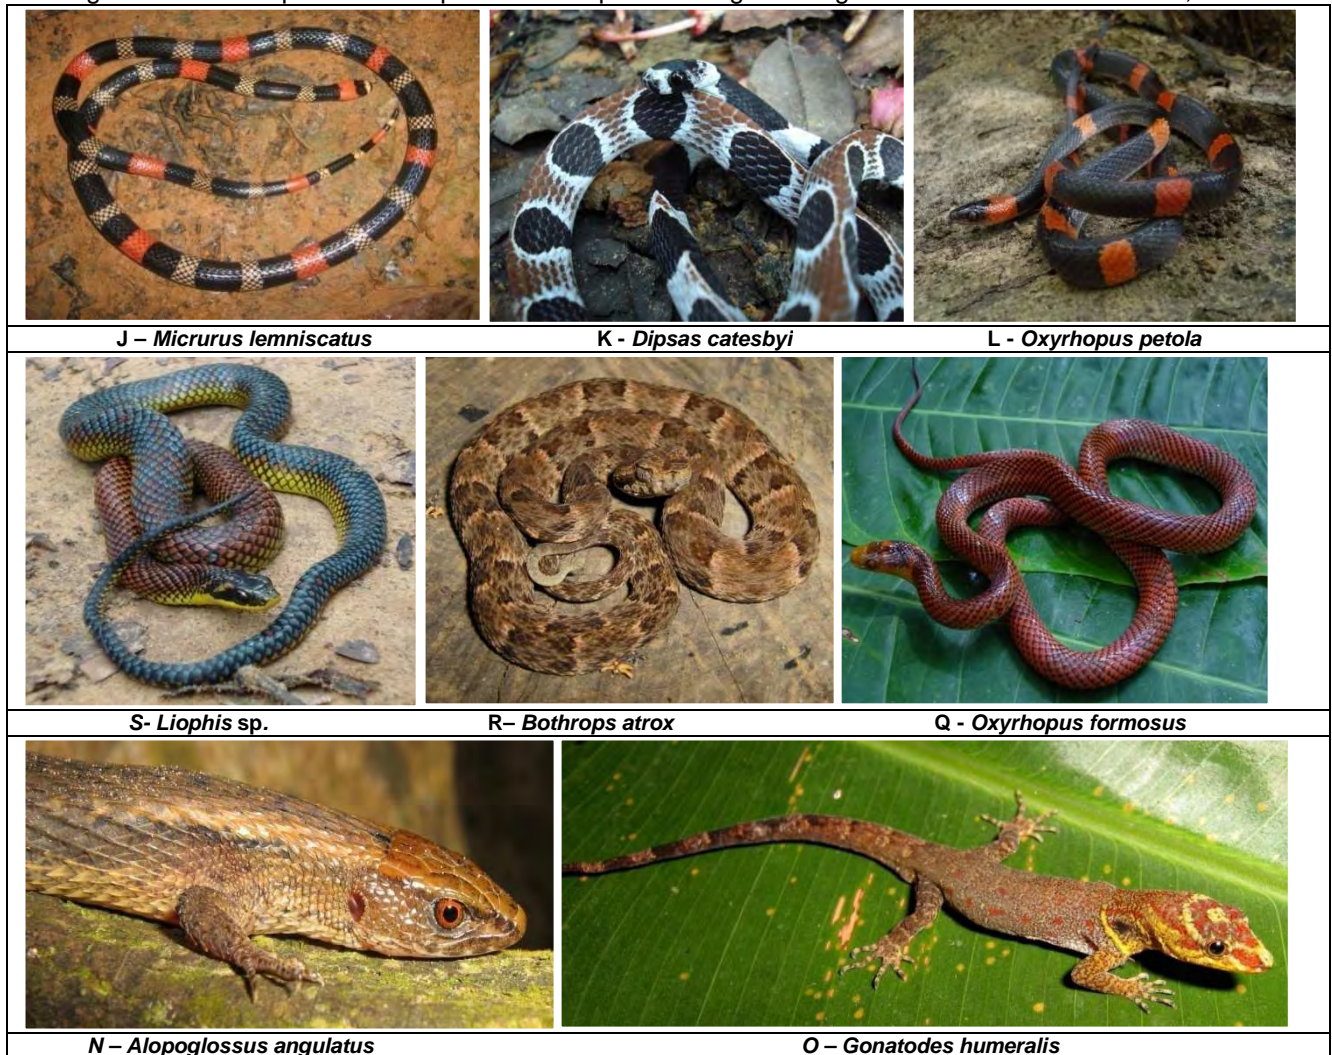 J – Micrurus lemniscatus K - Dipsas catesbyi L - Oxyrhopus petola
S- Liophis sp. R– Bothrops atrox Q - Oxyrhopus formosus
N – Alopoglossus angulatus O – Gonatodes humeralis